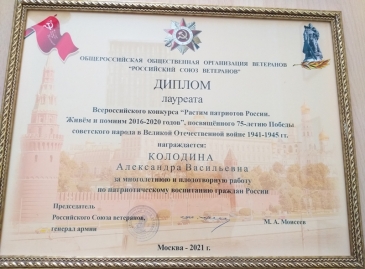 ОБЩЕРОССИЙСКАЯ ОБЩЕСТВЕННАЯ ОРГАНИЗАЦИЯ ВЕТЕРАНОВ
"РОССИЙСКИЙ СОЮЗ ВЕТЕРАНОВ"
ДИПЛОМ
лауреата
Всероссийского конкурса "Растим патриотов России.
Живём и помним 2016-2020 годов", посвящённого 75-летию Победы
советского народа в Великой Отечественной войне 1941-1945 гг.
награждается:
КОЛОДИНА
Александра Васильевна
за многолетнюю и плодотворную работу
по патриотическому воспитанию граждан России
Председатель
Российского Союза ветеранов,
генерал армии
М. А. Моисеев
Москва - 2021 г.